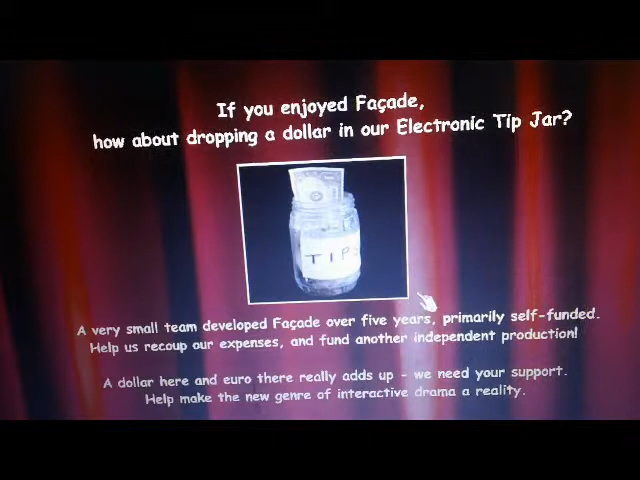 If you enjoyed Façade,
how about dropping a dollar in our Electronic Tip Jar?
TIPS
A very small team developed Façade over five years, primarily self-funded.
Help us recoup our expenses, and fund another independent production!
A dollar here and euro there really adds up - we need your support.
Help make the new genre of interactive drama a reality.